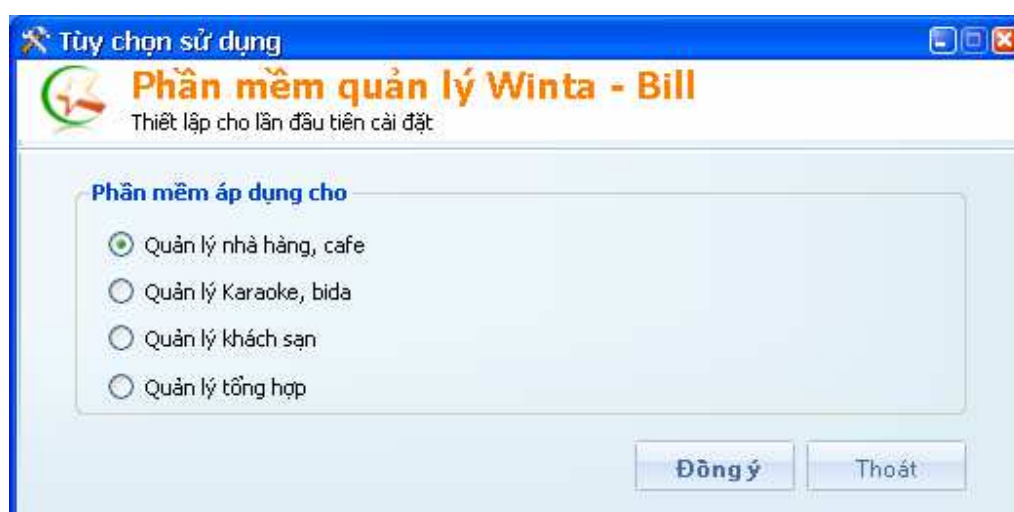 Tùy chọn sử dụng
Phần mềm quản lý Winta - Bill
Thiết lập cho lần đầu tiên cài đặt
Phần mềm áp dụng cho
Quản lý nhà hàng, cafe
Quản lý Karaoke, bida
Quản lý khách sạn
Quản lý tổng hợp
Đồng ý Thoát